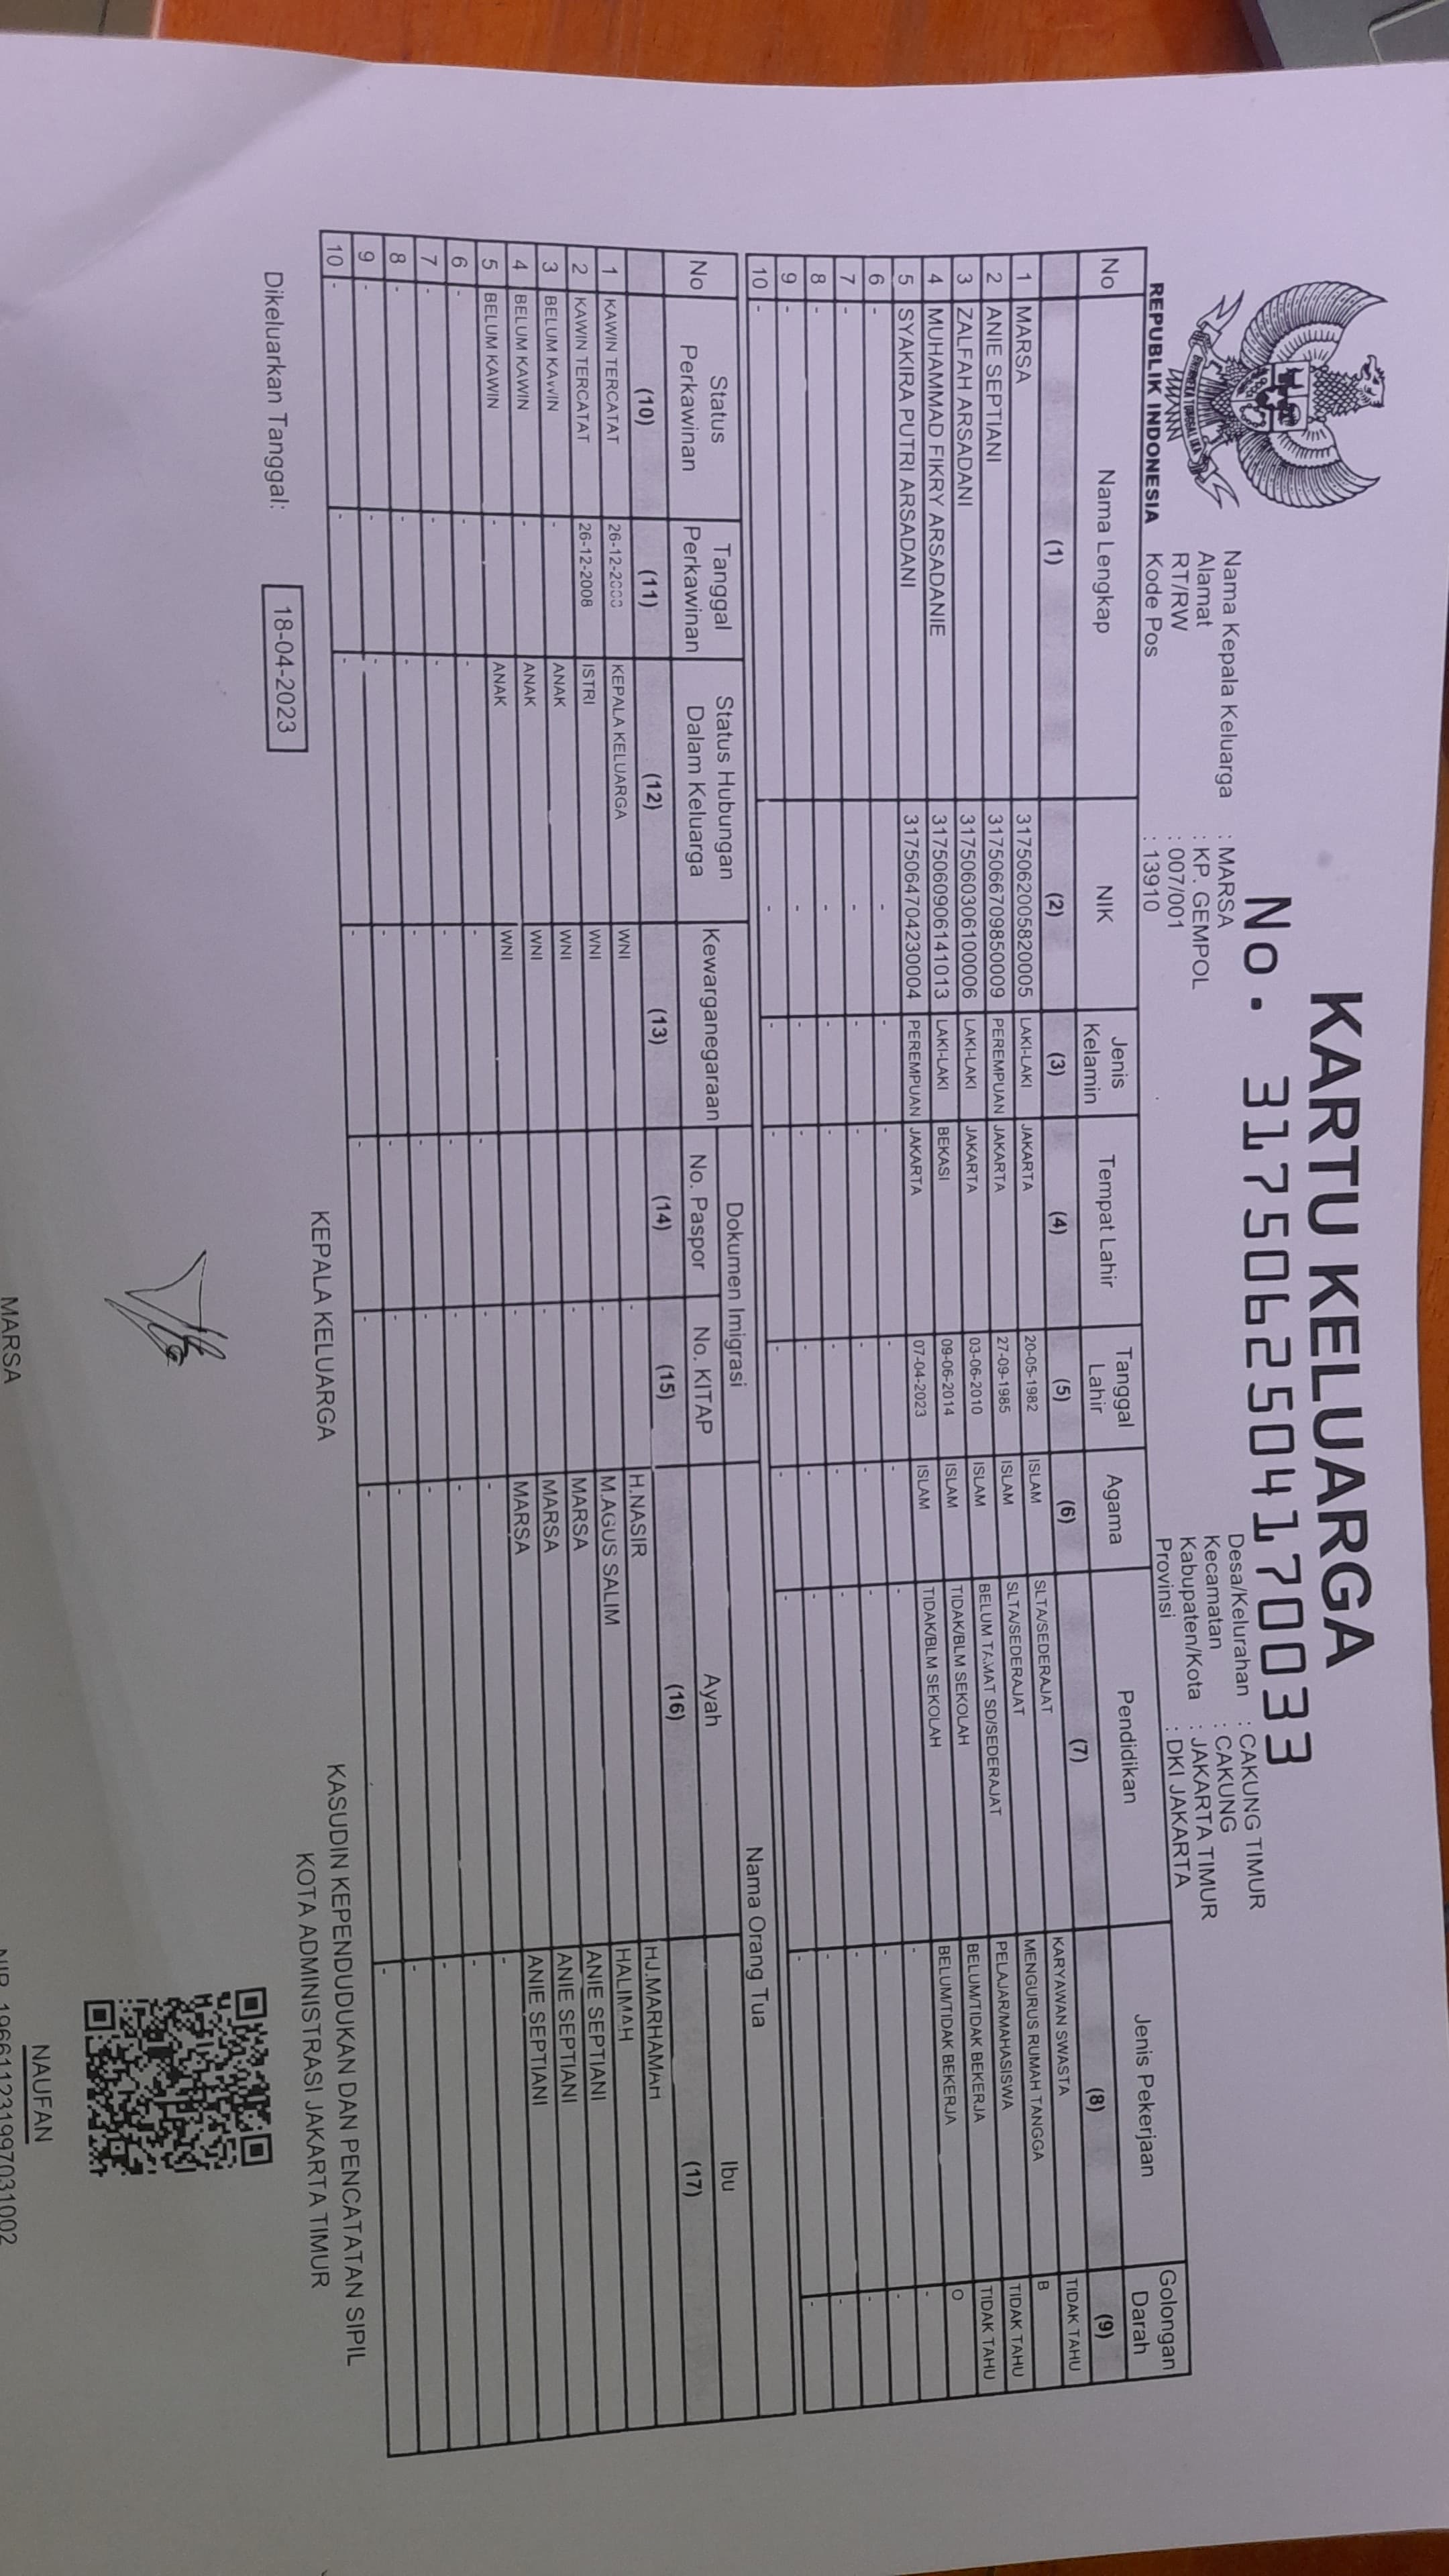 KARTU KELUARGA
No. 3175062504170033
REPUBLIK INDONESIA
Nama Kepala Keluarga : MARSA
Alamat : KP. GEMPOL
RT/RW : 007/001
Kode Pos : 13910
Desa/Kelurahan : CAKUNG TIMUR
Kecamatan : CAKUNG
Kabupaten/Kota : JAKARTA TIMUR
Provinsi : DKI JAKARTA
No Nama Lengkap NIK Jenis Kelamin Tempat Lahir Tanggal Lahir Agama Pendidikan Jenis Pekerjaan Golongan Darah
(1) (2) (3) (4) (5) (6) (7) (8) (9)
1 MARSA 3175062005820005 LAKI-LAKI JAKARTA 20-05-1982 ISLAM SLTA/SEDERAJAT KARYAWAN SWASTA TIDAK TAHU
2 ANIE SEPTIANI 3175066709850009 PEREMPUAN JAKARTA 27-09-1985 ISLAM SLTA/SEDERAJAT MENGURUS RUMAH TANGGA B
3 ZALFAH ARSADANI 3175060306100006 LAKI-LAKI JAKARTA 03-06-2010 ISLAM BELUM TAMAT SD/SEDERAJAT PELAJAR/MAHASISWA TIDAK TAHU
4 MUHAMMAD FIKRY ARSADANIE 3175060906141013 LAKI-LAKI BEKASI 09-06-2014 ISLAM TIDAK/BLM SEKOLAH BELUM/TIDAK BEKERJA TIDAK TAHU
5 SYAKIRA PUTRI ARSADANI 3175064704230004 PEREMPUAN JAKARTA 07-04-2023 ISLAM TIDAK/BLM SEKOLAH BELUM/TIDAK BEKERJA O
6 - - - - - - - - -
7 - - - - - - - - -
8 - - - - - - - - -
9 - - - - - - - - -
10 - - - - - - - - -
No Status Perkawinan Tanggal Perkawinan Status Hubungan Dalam Keluarga Kewarganegaraan Dokumen Imigrasi Nama Orang Tua
No. Paspor No. KITAP Ayah Ibu
(10) (11) (12) (13) (14) (15) (16) (17)
1 KAWIN TERCATAT KEPALA KELUARGA WNI - - H.NASIR HJ.MARHAMAH
2 KAWIN TERCATAT 26-12-2008 ISTRI WNI - - M.AGUS SALIM HALIMAH
3 BELUM KAWIN - ANAK WNI - - MARSA ANIE SEPTIANI
4 BELUM KAWIN - ANAK WNI - - MARSA ANIE SEPTIANI
5 BELUM KAWIN - ANAK WNI - - MARSA ANIE SEPTIANI
6 - - - - - - - -
7 - - - - - - - -
8 - - - - - - - -
9 - - - - - - - -
10 - - - - - - - -
Dikeluarkan Tanggal: 18-04-2023
KEPALA KELUARGA
MARSA
KASUDIN KEPENDUDUKAN DAN PENCATATAN SIPIL
KOTA ADMINISTRASI JAKARTA TIMUR
NAUFAN
NIP. 196611231997031002